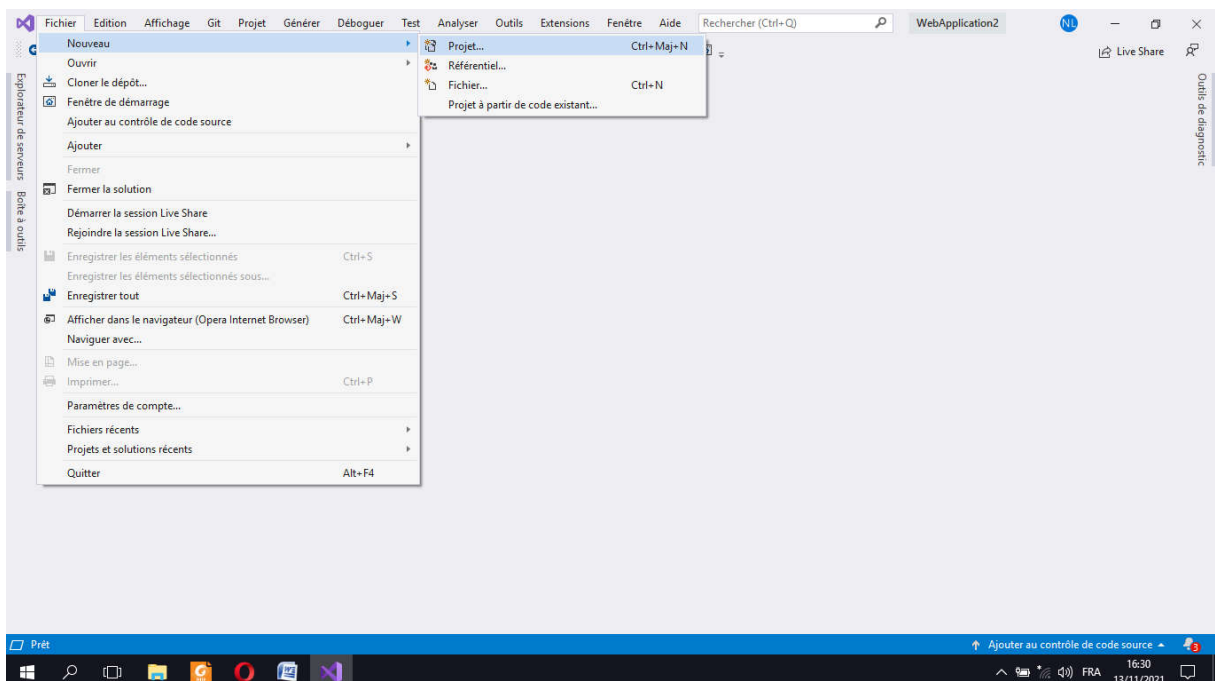 Fichier Edition Affichage Git Projet Générer Déboguer Test Analyser Outils Extensions Fenêtre Aide Rechercher (Ctrl+Q) WebApplication2 NL
Nouveau
Ouvrir
Cloner le dépôt...
Fenêtre de démarrage
Ajouter au contrôle de code source
Ajouter
Fermer
Fermer la solution
Démarrer la session Live Share
Rejoindre la session Live Share...
Enregistrer les éléments sélectionnés Ctrl+S
Enregistrer les éléments sélectionnés sous...
Enregistrer tout Ctrl+Maj+S
Afficher dans le navigateur (Opera Internet Browser) Ctrl+Maj+W
Naviguer avec...
Mise en page...
Imprimer... Ctrl+P
Paramètres de compte...
Fichiers récents
Projets et solutions récents
Quitter Alt+F4
Projet... Ctrl+Maj+N
Référentiel...
Fichier... Ctrl+N
Projet à partir de code existant...
Live Share
Explorateur de serveurs
Boîte à outils
Outils de diagnostic
Prêt
Ajouter au contrôle de code source
3
FRA
16:30
13/11/2021